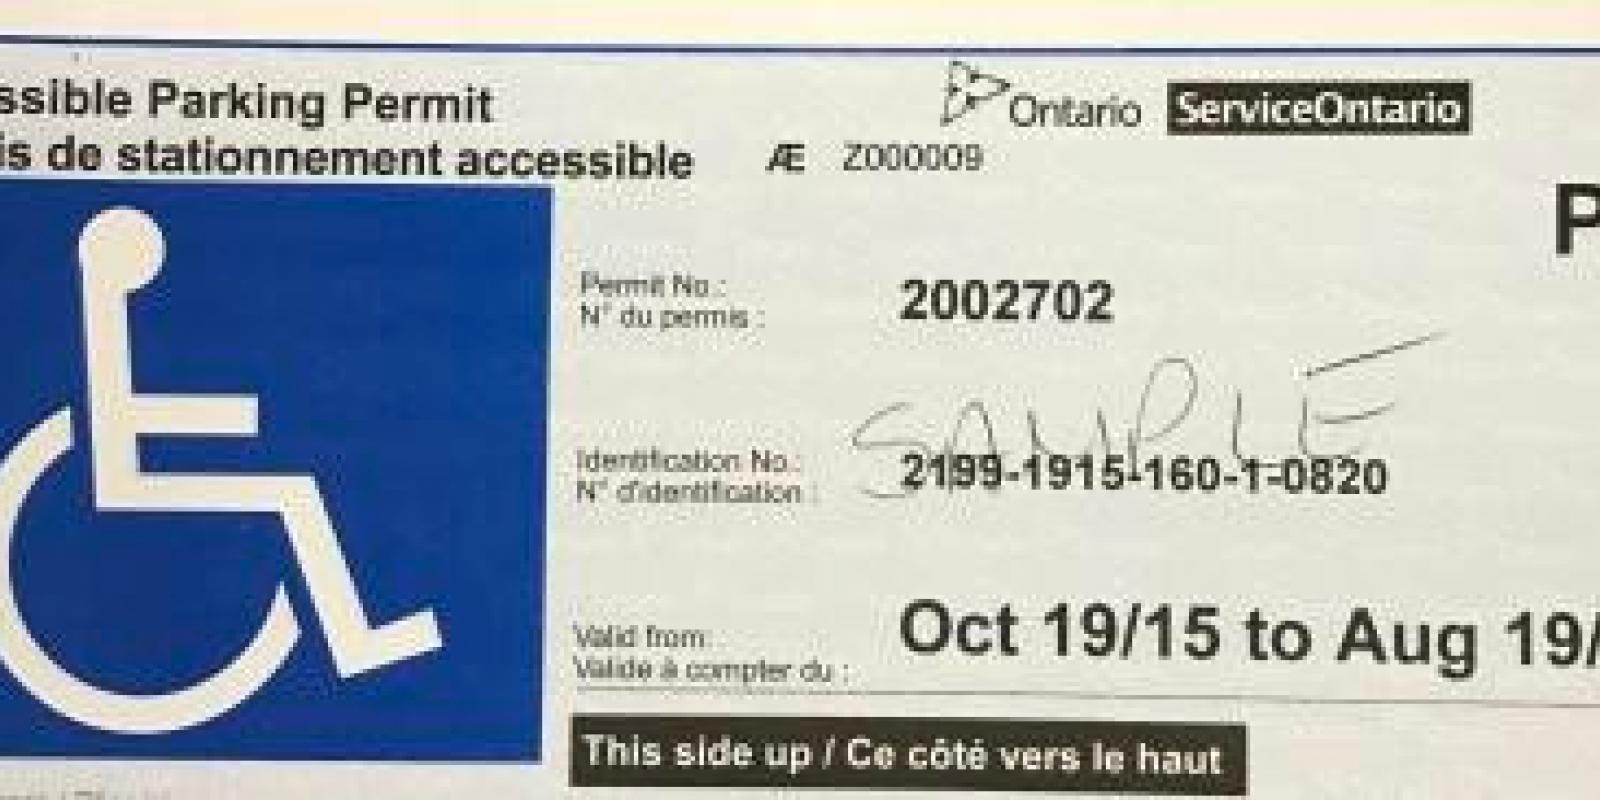 ssible Parking Permit
is de stationnement accessible
Ontario ServiceOntario
Æ Z000009
P
Permit No.:
N° du permis :
2002702
SAMPLE
Identification No.:
N° d'identification :
2199-1915-160-1-0820
Valid from:
Valide à compter du :
Oct 19/15 to Aug 19/
This side up / Ce côté vers le haut